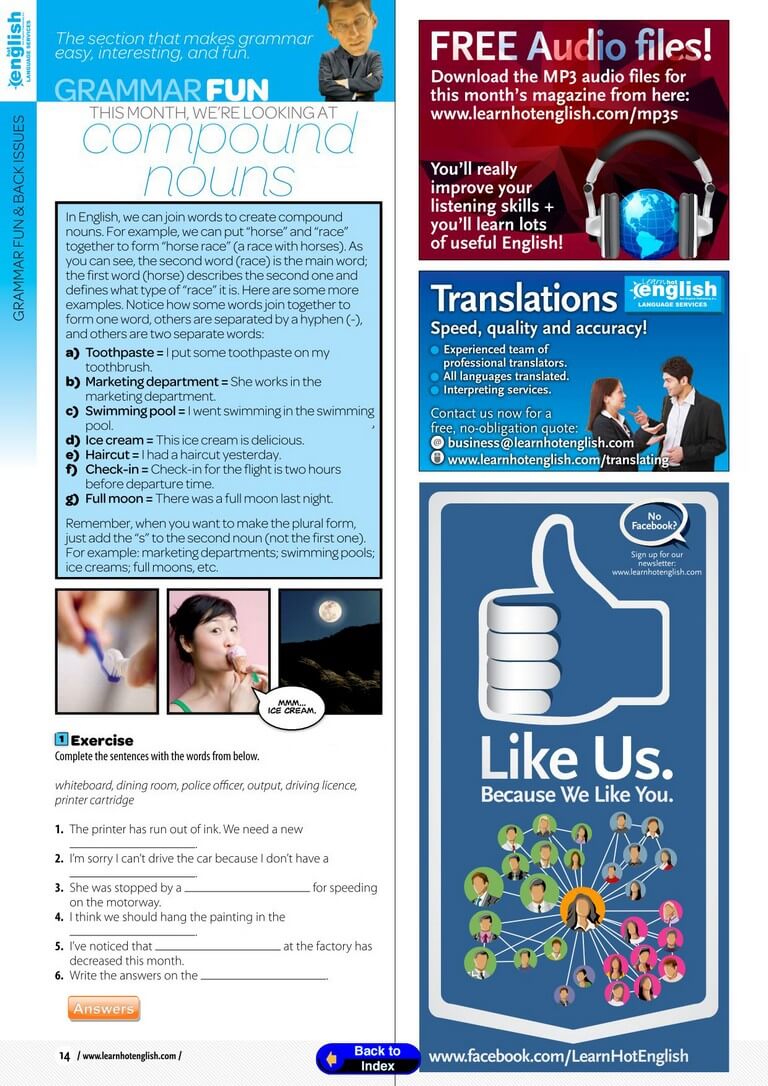 hot
english
LANGUAGE SERVICES
GRAMMAR FUN & BACK ISSUES
The section that makes grammar
easy, interesting, and fun.
GRAMMAR FUN
THIS MONTH, WE'RE LOOKING AT
compound
nouns
In English, we can join words to create compound
nouns. For example, we can put "horse" and "race"
together to form "horse race" (a race with horses). As
you can see, the second word (race) is the main word;
the first word (horse) describes the second one and
defines what type of "race" it is. Here are some more
examples. Notice how some words join together to
form one word, others are separated by a hyphen (-),
and others are two separate words:
a) Toothpaste = I put some toothpaste on my
toothbrush.
b) Marketing department = She works in the
marketing department.
c) Swimming pool = I went swimming in the swimming
pool.
d) Ice cream = This ice cream is delicious.
e) Haircut = I had a haircut yesterday.
f) Check-in = Check-in for the flight is two hours
before departure time.
g) Full moon = There was a full moon last night.
Remember, when you want to make the plural form,
just add the "s" to the second noun (not the first one).
For example: marketing departments; swimming pools;
ice creams; full moons, etc.
MMM...
ICE CREAM.
1 Exercise
Complete the sentences with the words from below.
whiteboard, dining room, police officer, output, driving licence,
printer cartridge
1. The printer has run out of ink. We need a new
____________________.
2. I'm sorry I can't drive the car because I don't have a
____________________.
3. She was stopped by a ____________________ for speeding
on the motorway.
4. I think we should hang the painting in the
____________________.
5. I've noticed that ____________________ at the factory has
decreased this month.
6. Write the answers on the ____________________.
Answers
14 / www.learnhotenglish.com /
Back to
Index
FREE Audio files!
Download the MP3 audio files for
this month's magazine from here:
www.learnhotenglish.com/mp3s
You'll really
improve your
listening skills +
you'll learn lots
of useful English!
Learn hot
english
LANGUAGE SERVICES
Translations
Speed, quality and accuracy!
Experienced team of
professional translators.
All languages translated.
Interpreting services.
Contact us now for a
free, no-obligation quote:
@ business@learnhotenglish.com
www.learnhotenglish.com/translating
No
Facebook?
Sign up for our
newsletter:
www.learnhotenglish.com
Like Us.
Because We Like You.
www.facebook.com/LearnHotEnglish